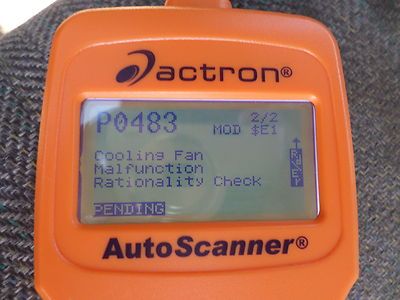 actron®
P0483 2/2
MOD $E1
Cooling Fan
Malfunction
Rationality Check
PENDING
AutoScanner®